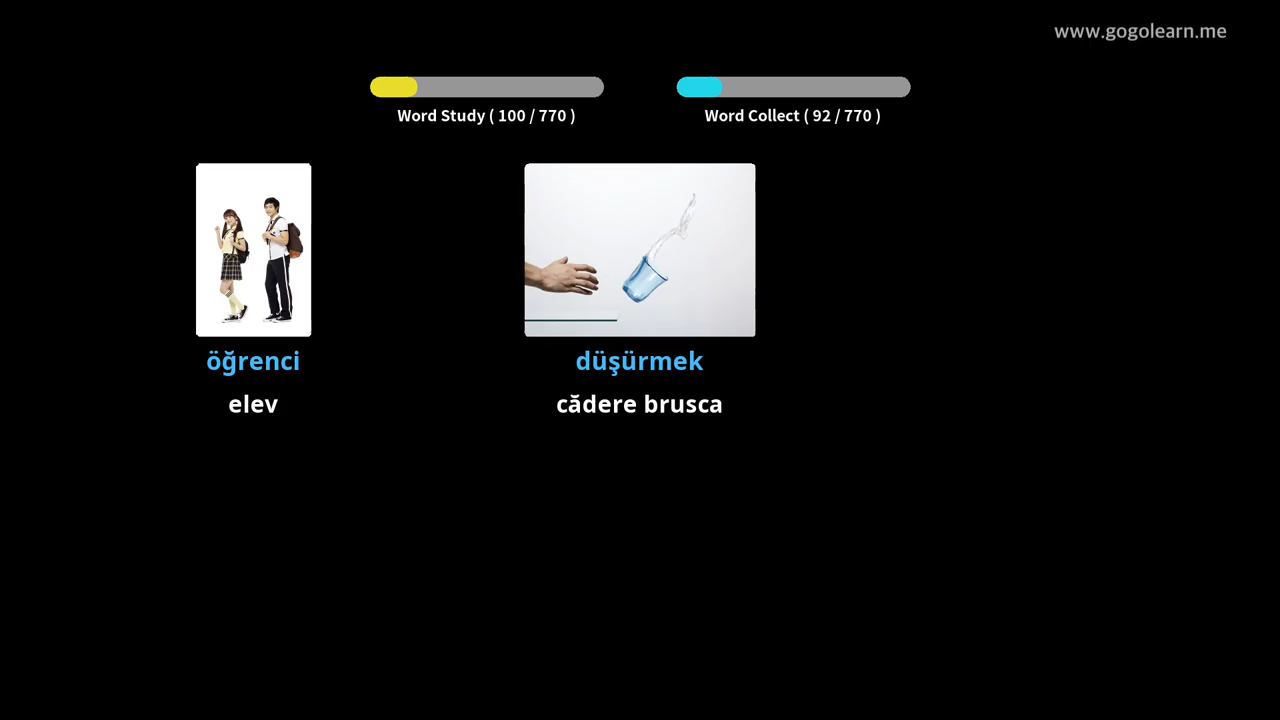 www.gogolearn.me
Word Study ( 100 / 770 )
Word Collect ( 92 / 770 )
öğrenci
düşürmek
elev
cădere brusca